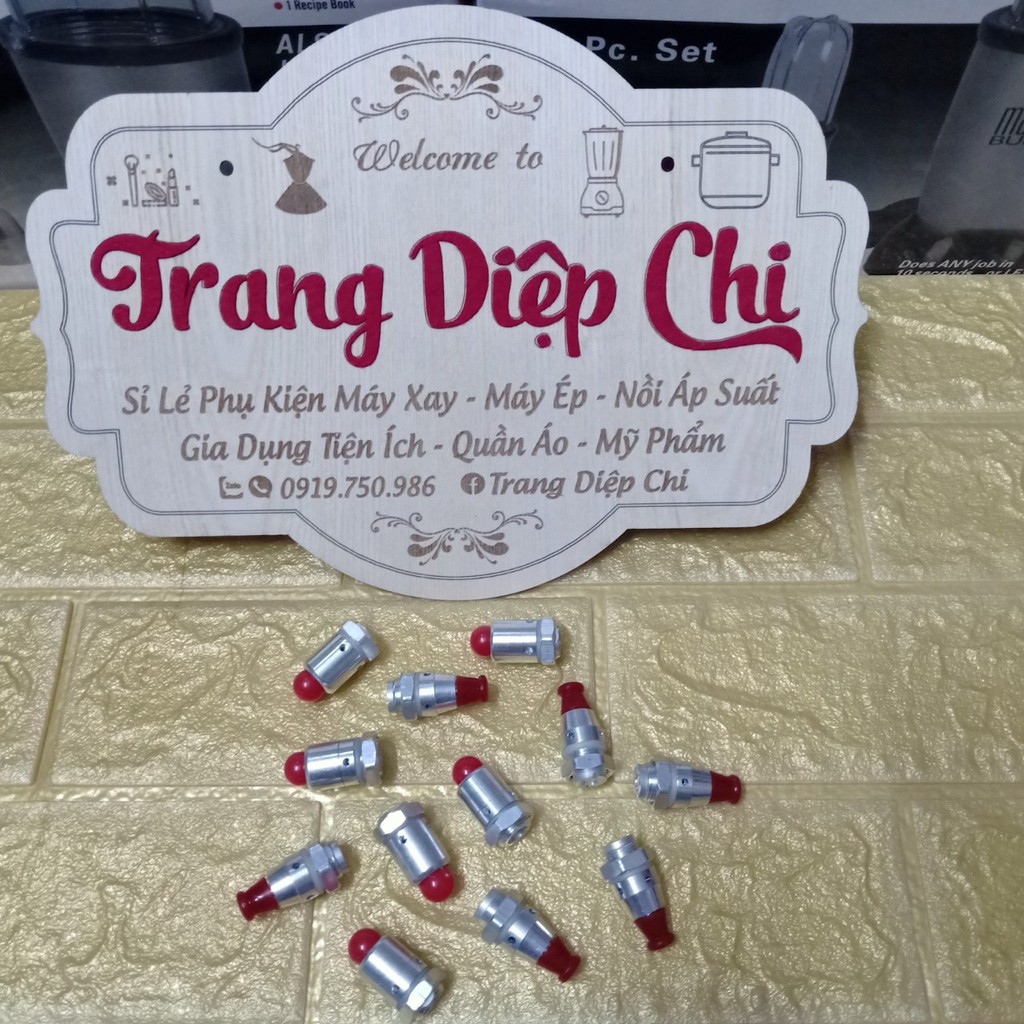 1 Recipe Book
Pc. Set
Welcome to
Trang Diệp Chi
Sỉ Lẻ Phụ Kiện Máy Xay - Máy Ép - Nồi Áp Suất
Gia Dụng Tiện Ích - Quần Áo - Mỹ Phẩm
Zalo 0919.750.986 Trang Diệp Chi
Does ANY job in
10 seconds